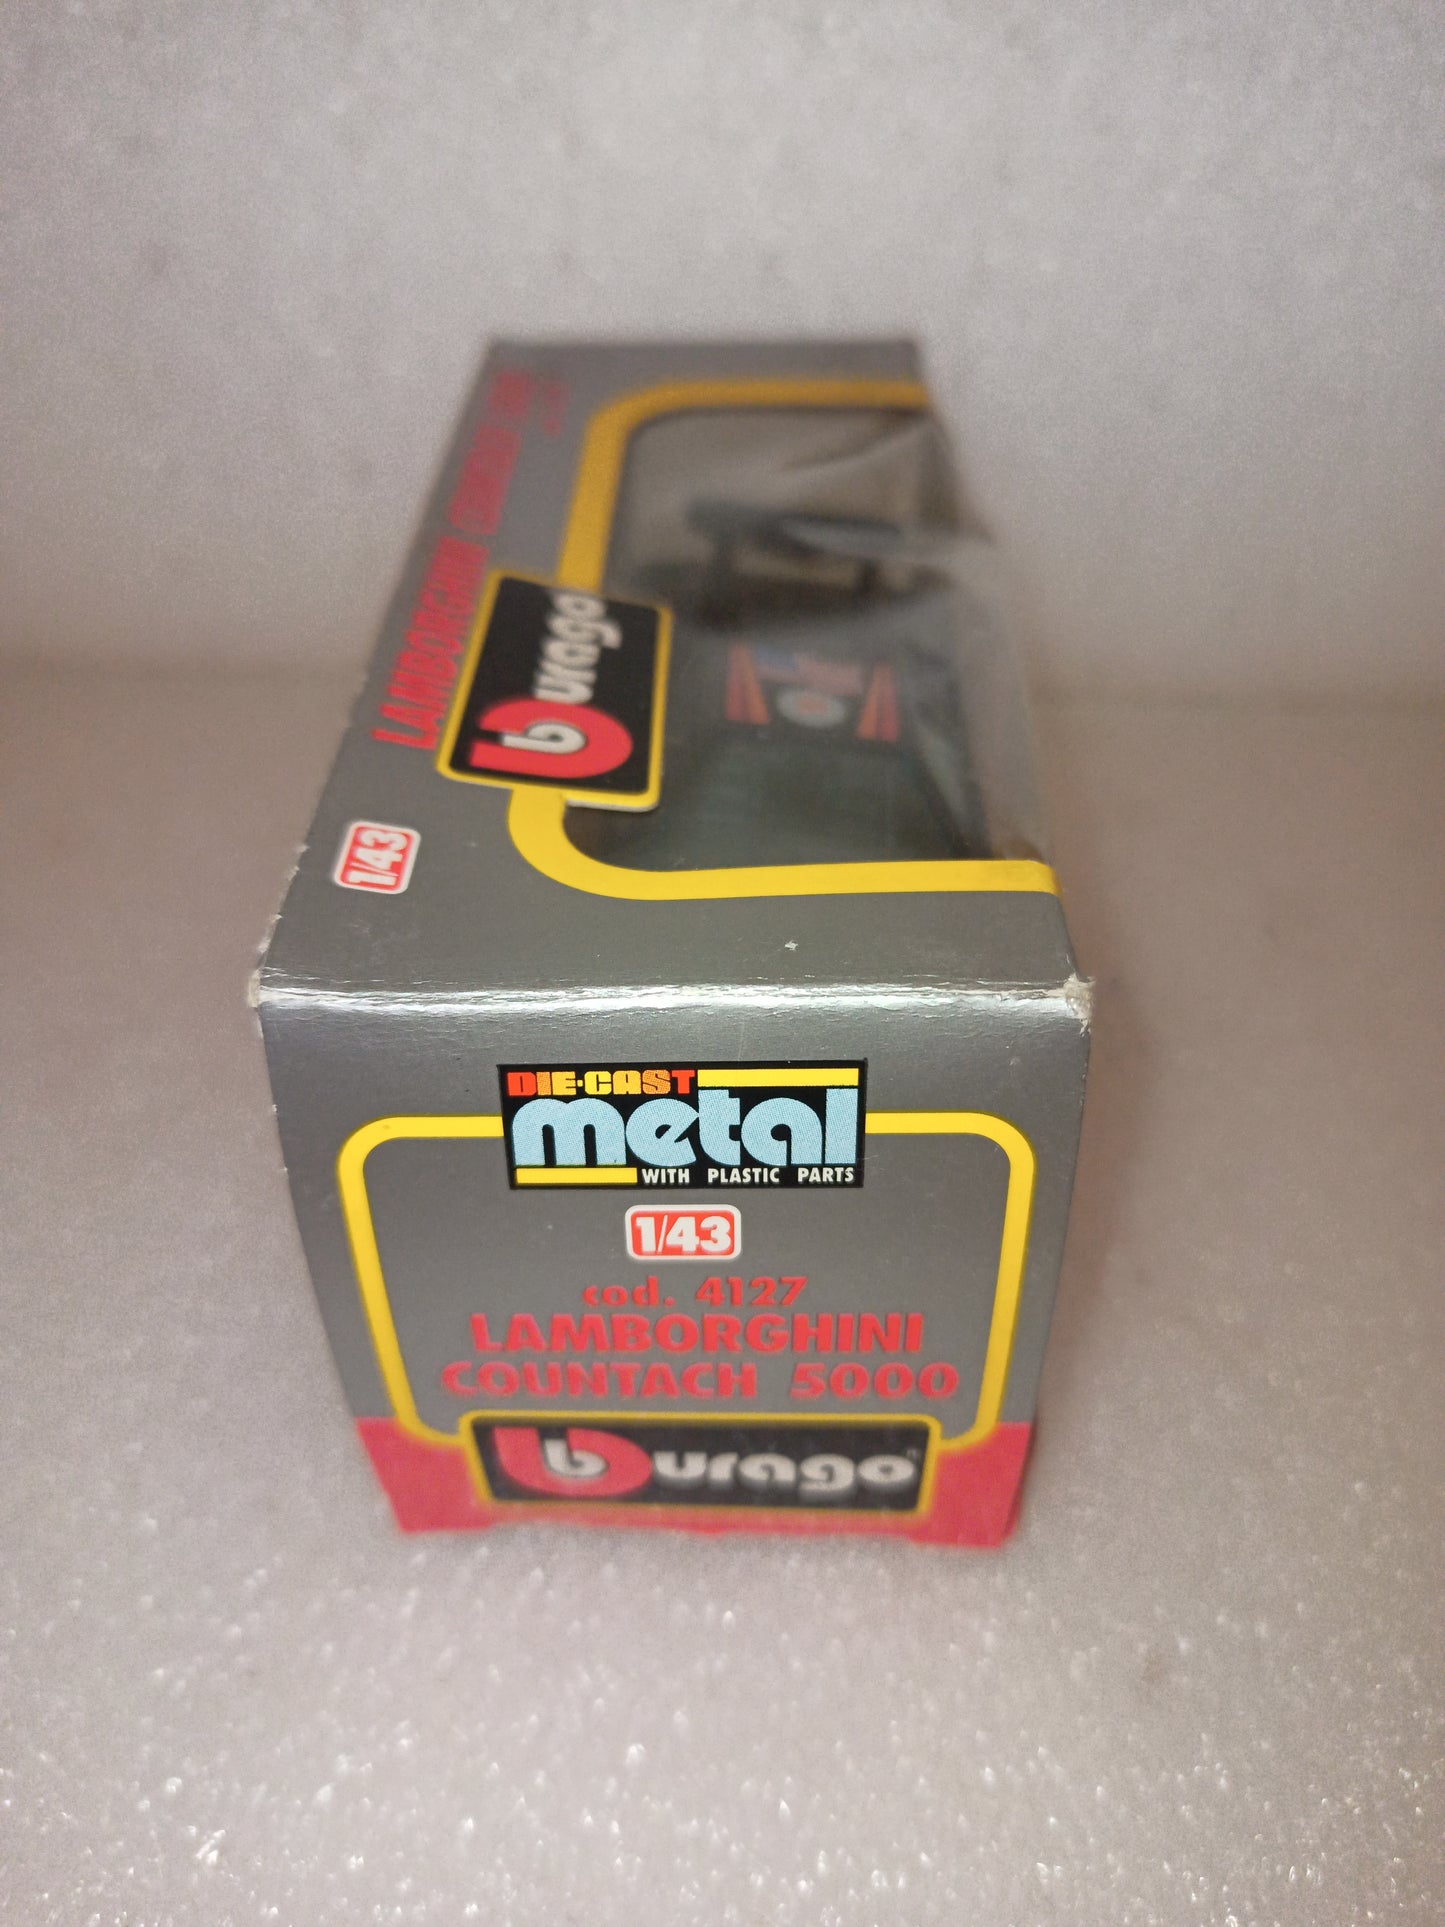 LAMBORGHINI
burago
1/43
DIE-CAST
metal
WITH PLASTIC PARTS
1/43
cod. 4127
LAMBORGHINI
COUNTACH 5000
burago